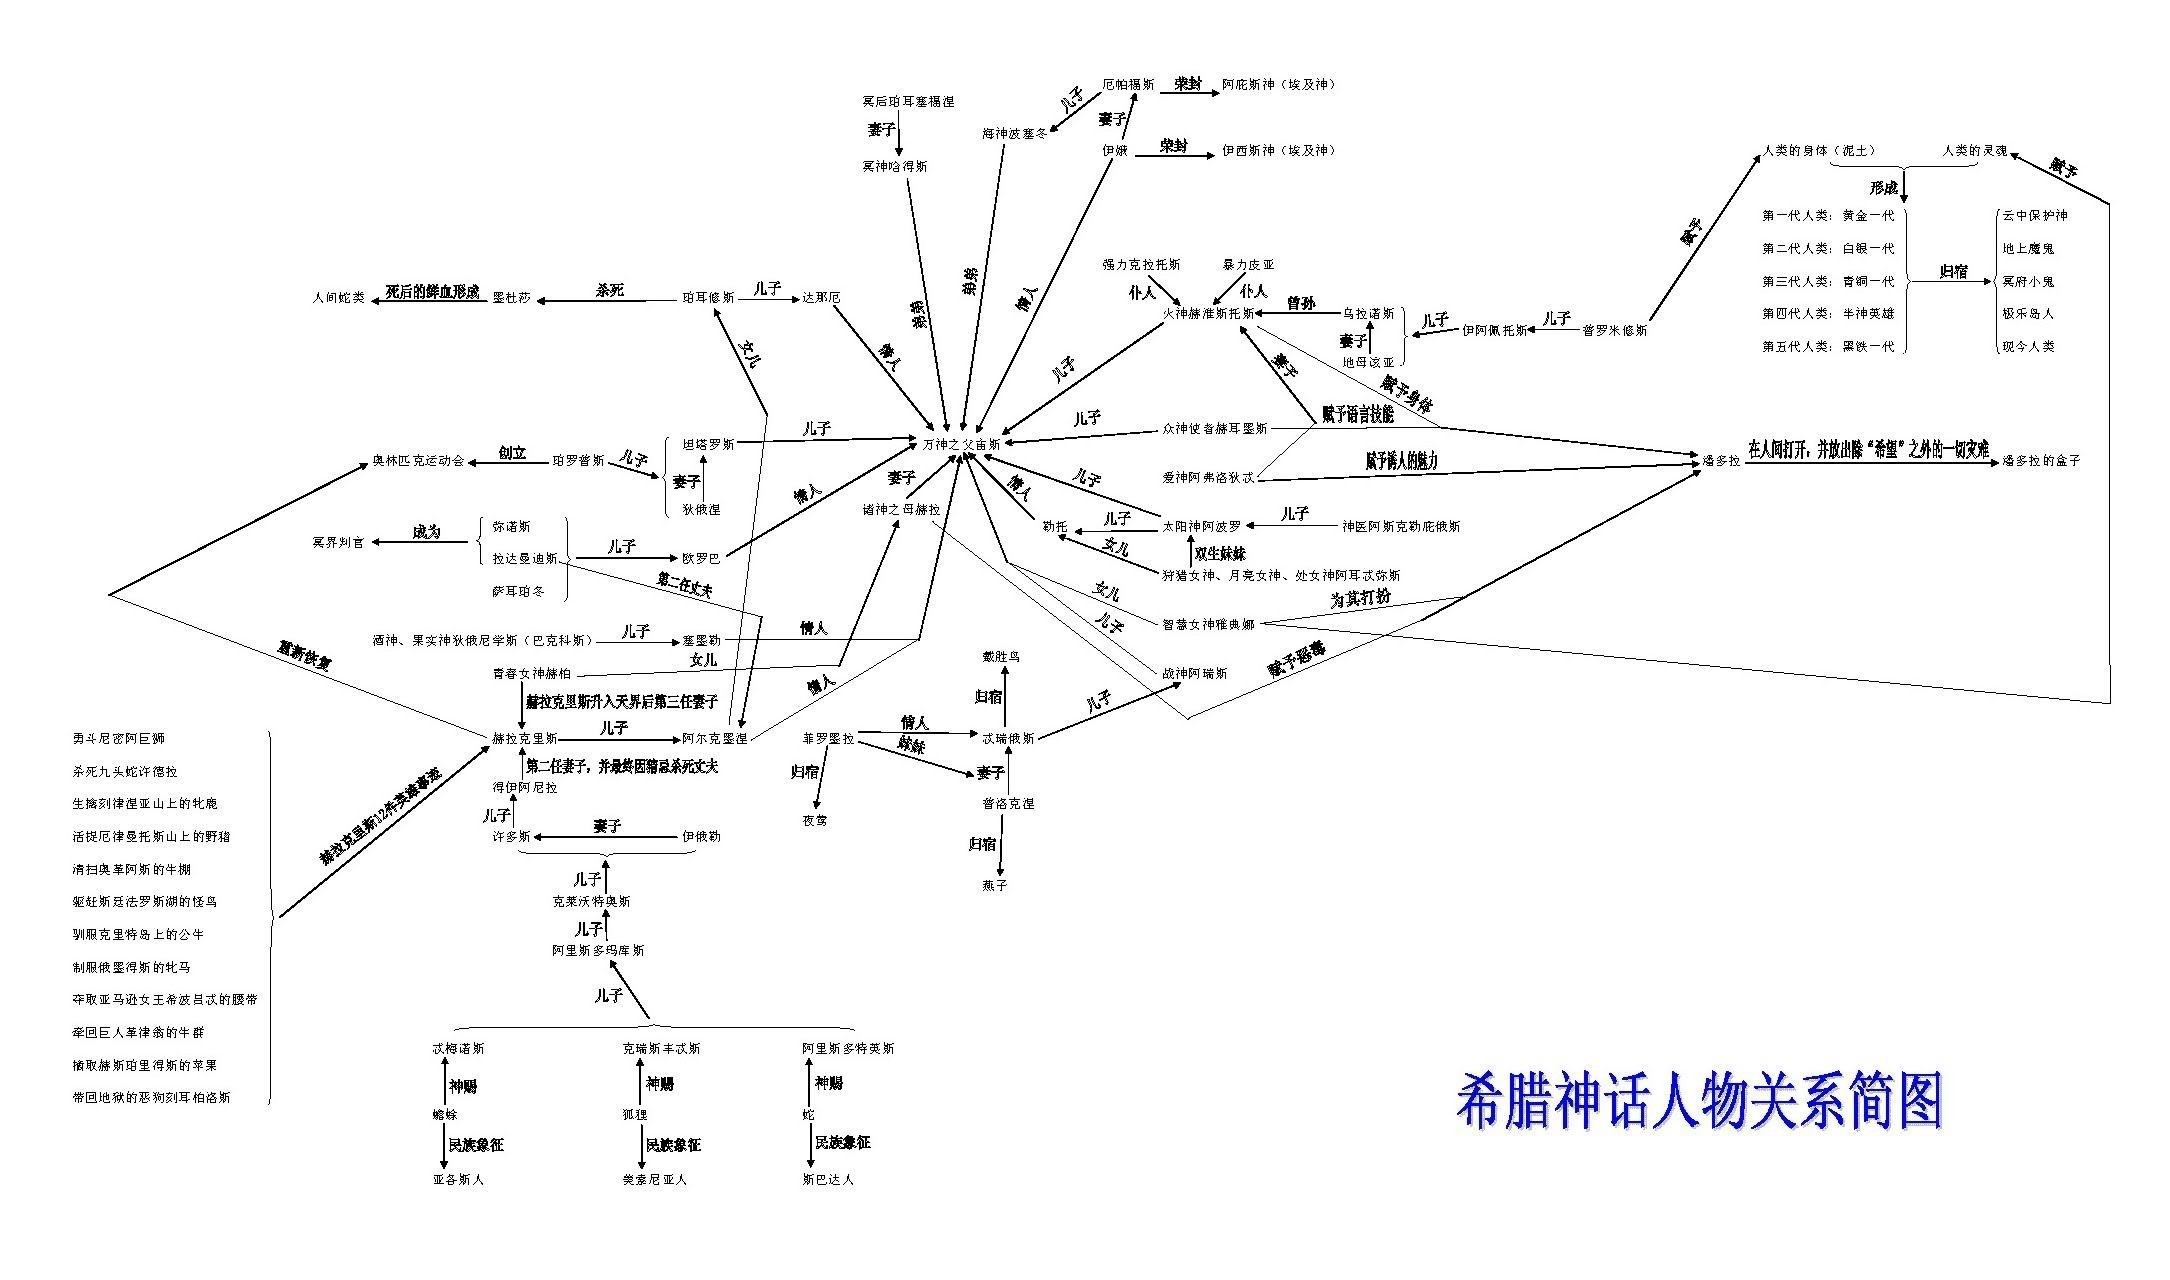 厄帕福斯
荣封
阿庇斯神（埃及神）
冥后珀耳塞福涅
儿子
妻子
妻子
海神波塞冬
伊娥
荣封
伊西斯神（埃及神）
人类的身体（泥土）
人类的灵魂
赋予
冥神哈得斯
形成
第一代人类：黄金一代
云中保护神
赋予
第二代人类：白银一代
地上魔鬼
强力克拉托斯
暴力皮亚
归宿
第三代人类：青铜一代
冥府小鬼
弟弟
弟弟
情人
仆人
仆人
人间蛇类
死后的鲜血形成
墨杜莎
杀死
珀耳修斯
儿子
达那厄
曾孙
火神赫淮斯托斯
乌拉诺斯
第四代人类：半神英雄
极乐岛人
儿子
伊阿佩托斯
儿子
普罗米修斯
妻子
第五代人类：黑铁一代
现今人类
女儿
情人
儿子
妻子
地母该亚
赋予身体
赋予语言技能
儿子
儿子
众神使者赫耳墨斯
坦塔罗斯
万神之父宙斯
在人间打开，并放出除“希望”之外的一切灾难
奥林匹克运动会
创立
珀罗普斯
儿子
赋予诱人的魅力
潘多拉
潘多拉的盒子
妻子
妻子
儿子
爱神阿弗洛狄忒
情人
情人
狄俄涅
诸神之母赫拉
弥诺斯
儿子
儿子
勒托
太阳神阿波罗
神医阿斯克勒庇俄斯
成为
冥界判官
儿子
女儿
双生妹妹
拉达曼迪斯
欧罗巴
第二任丈夫
狩猎女神、月亮女神、处女神阿耳忒弥斯
萨耳珀冬
女儿
为其打扮
儿子
智慧女神雅典娜
酒神、果实神狄俄尼学斯（巴克科斯）
儿子
塞墨勒
情人
重新恢复
女儿
戴胜鸟
赋予恶毒
青春女神赫柏
战神阿瑞斯
情人
赫拉克里斯升入天界后第三任妻子
归宿
儿子
儿子
情人
勇斗尼密阿巨狮
赫拉克里斯
阿尔克墨涅
菲罗墨拉
忒瑞俄斯
妹妹
第二任妻子，并最终因猜忌杀死丈夫
归宿
妻子
杀死九头蛇许德拉
得伊阿尼拉
赫拉克里斯12件英雄事迹
生擒刻律涅亚山上的牝鹿
普洛克涅
儿子
夜莺
妻子
活捉厄律曼托斯山上的野猪
许多斯
伊俄勒
归宿
清扫奥革阿斯的牛棚
儿子
燕子
驱赶斯廷法罗斯湖的怪鸟
克莱沃特奥斯
儿子
驯服克里特岛上的公牛
阿里斯多玛库斯
制服俄墨得斯的牝马
儿子
夺取亚马逊女王希波吕忒的腰带
牵回巨人革律翁的牛群
忒梅诺斯
克瑞斯丰忒斯
阿里斯多特英斯
摘取赫斯珀里得斯的苹果
神赐
神赐
神赐
带回地狱的恶狗刻耳柏洛斯
蟾蜍
狐狸
蛇
希腊神话人物关系简图
民族象征
民族象征
民族象征
亚各斯人
美索尼亚人
斯巴达人